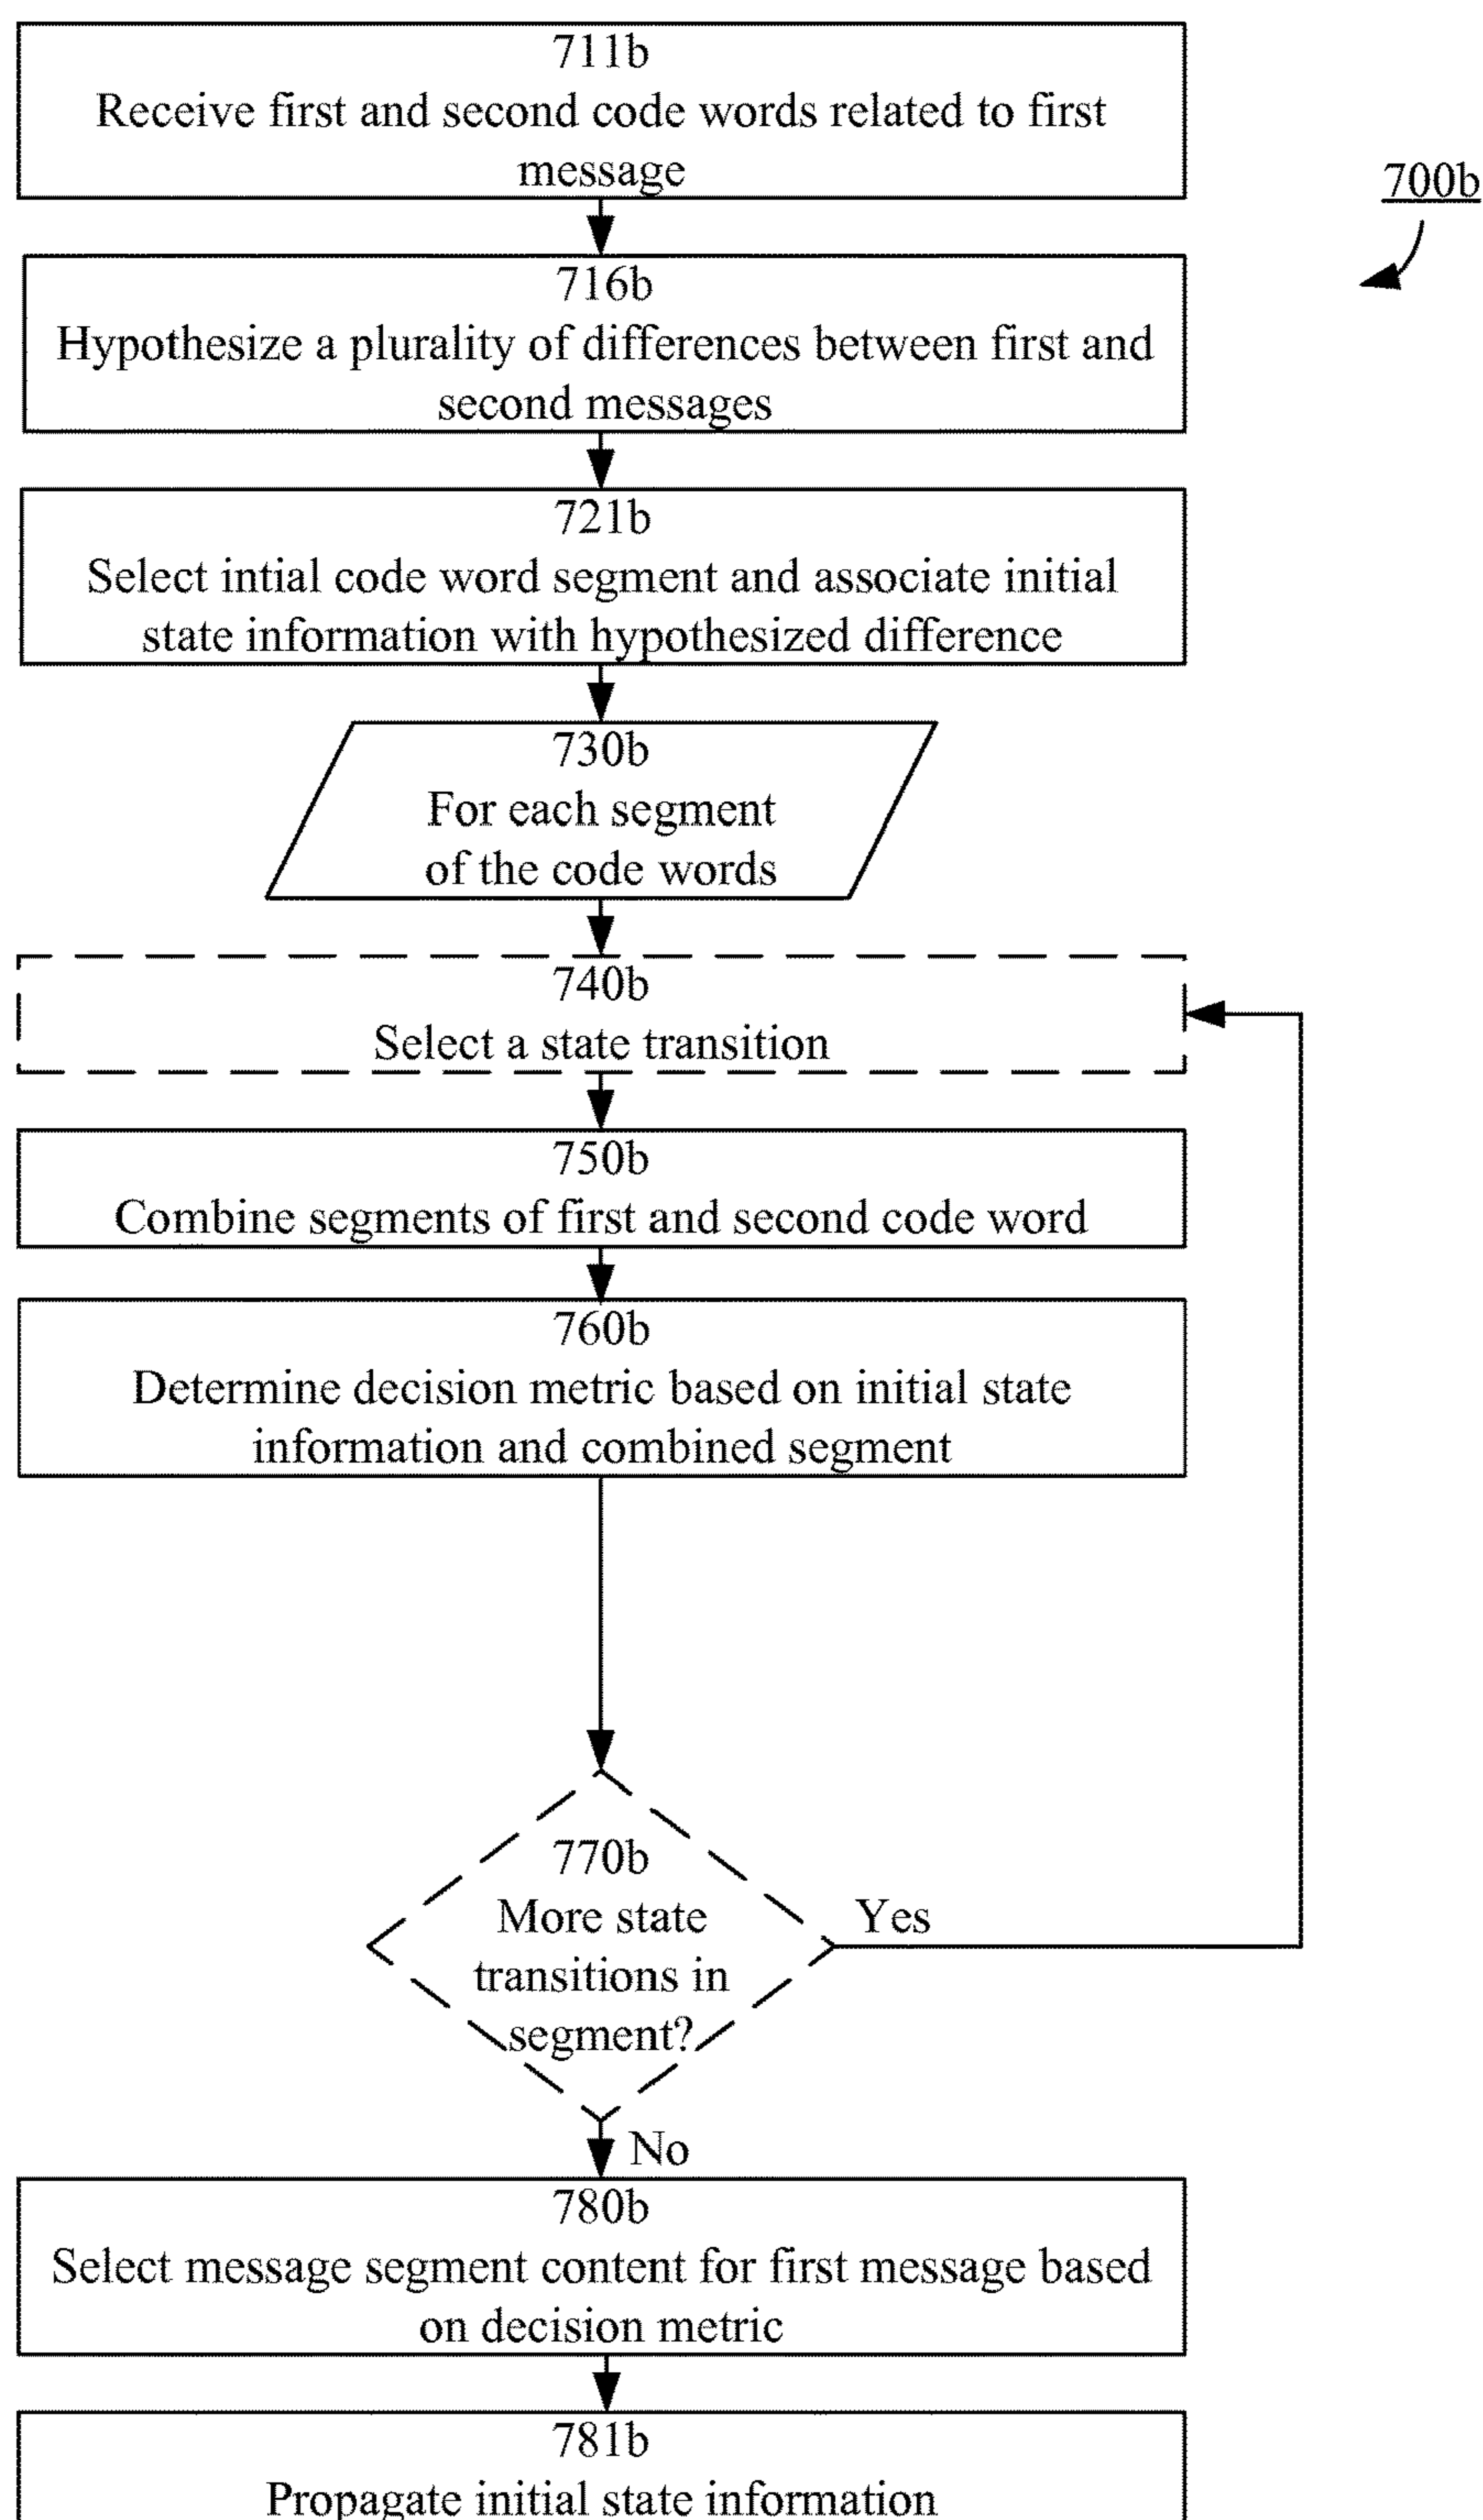 711b
Receive first and second code words related to first
message
700b
716b
Hypothesize a plurality of differences between first and
second messages
721b
Select intial code word segment and associate initial
state information with hypothesized difference
730b
For each segment
of the code words
740b
Select a state transition
750b
Combine segments of first and second code word
760b
Determine decision metric based on initial state
information and combined segment
770b
More state
transitions in
segment?
Yes
No
780b
Select message segment content for first message based
on decision metric
781b
Propagate initial state information